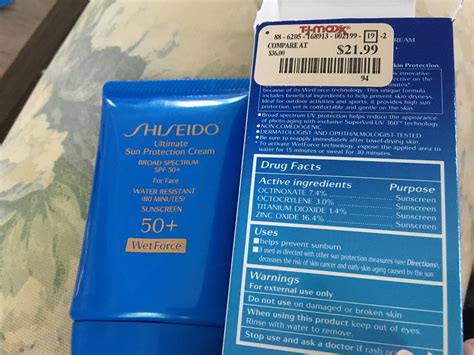 SHISEIDO
Ultimate
Sun Protection Cream
BROAD SPECTRUM
SPF 50+
For Face
WATER RESISTANT
(80 MINUTES)
SUNSCREEN
50+
WetForce
T.J.maxx
88 - 6205 - 168913 - 002199 - 19 -2
COMPARE AT
$36.00
$21.99
94
CREAM
Skin Protection.
innovative
because of its WetForce technology. This unique formula
includes beneficial ingredients to help prevent skin dryness.
Ideal for outdoor activities and sports, it provides high sun
protection, yet is comfortable and gentle on the skin.
Broad spectrum UV protection helps reduce the appearance
of photo-aging with exclusive SuperVeil-UV 360™ technology
NON-COMEDOGENIC
DERMATOLOGIST AND OPHTHALMOLOGIST-TESTED
Be sure to reapply immediately after towel-drying skin.
* To activate WetForce technology, expose the applied area to
water for 15 minutes or sweat for 30 minutes.
Drug Facts
Active ingredients Purpose
OCTINOXATE 7.4% Sunscreen
OCTOCRYLENE 3.0% Sunscreen
TITANIUM DIOXIDE 1.4% Sunscreen
ZINC OXIDE 16.4% Sunscreen
Uses
helps prevent sunburn
if used as directed with other sun protection measures (see Directions),
decreases the risk of skin cancer and early skin aging caused by the sun
Warnings
For external use only
Do not use on damaged or broken skin
When using this product keep out of eyes.
Rinse with water to remove.
Stop use and ask a doctor if rash occurs